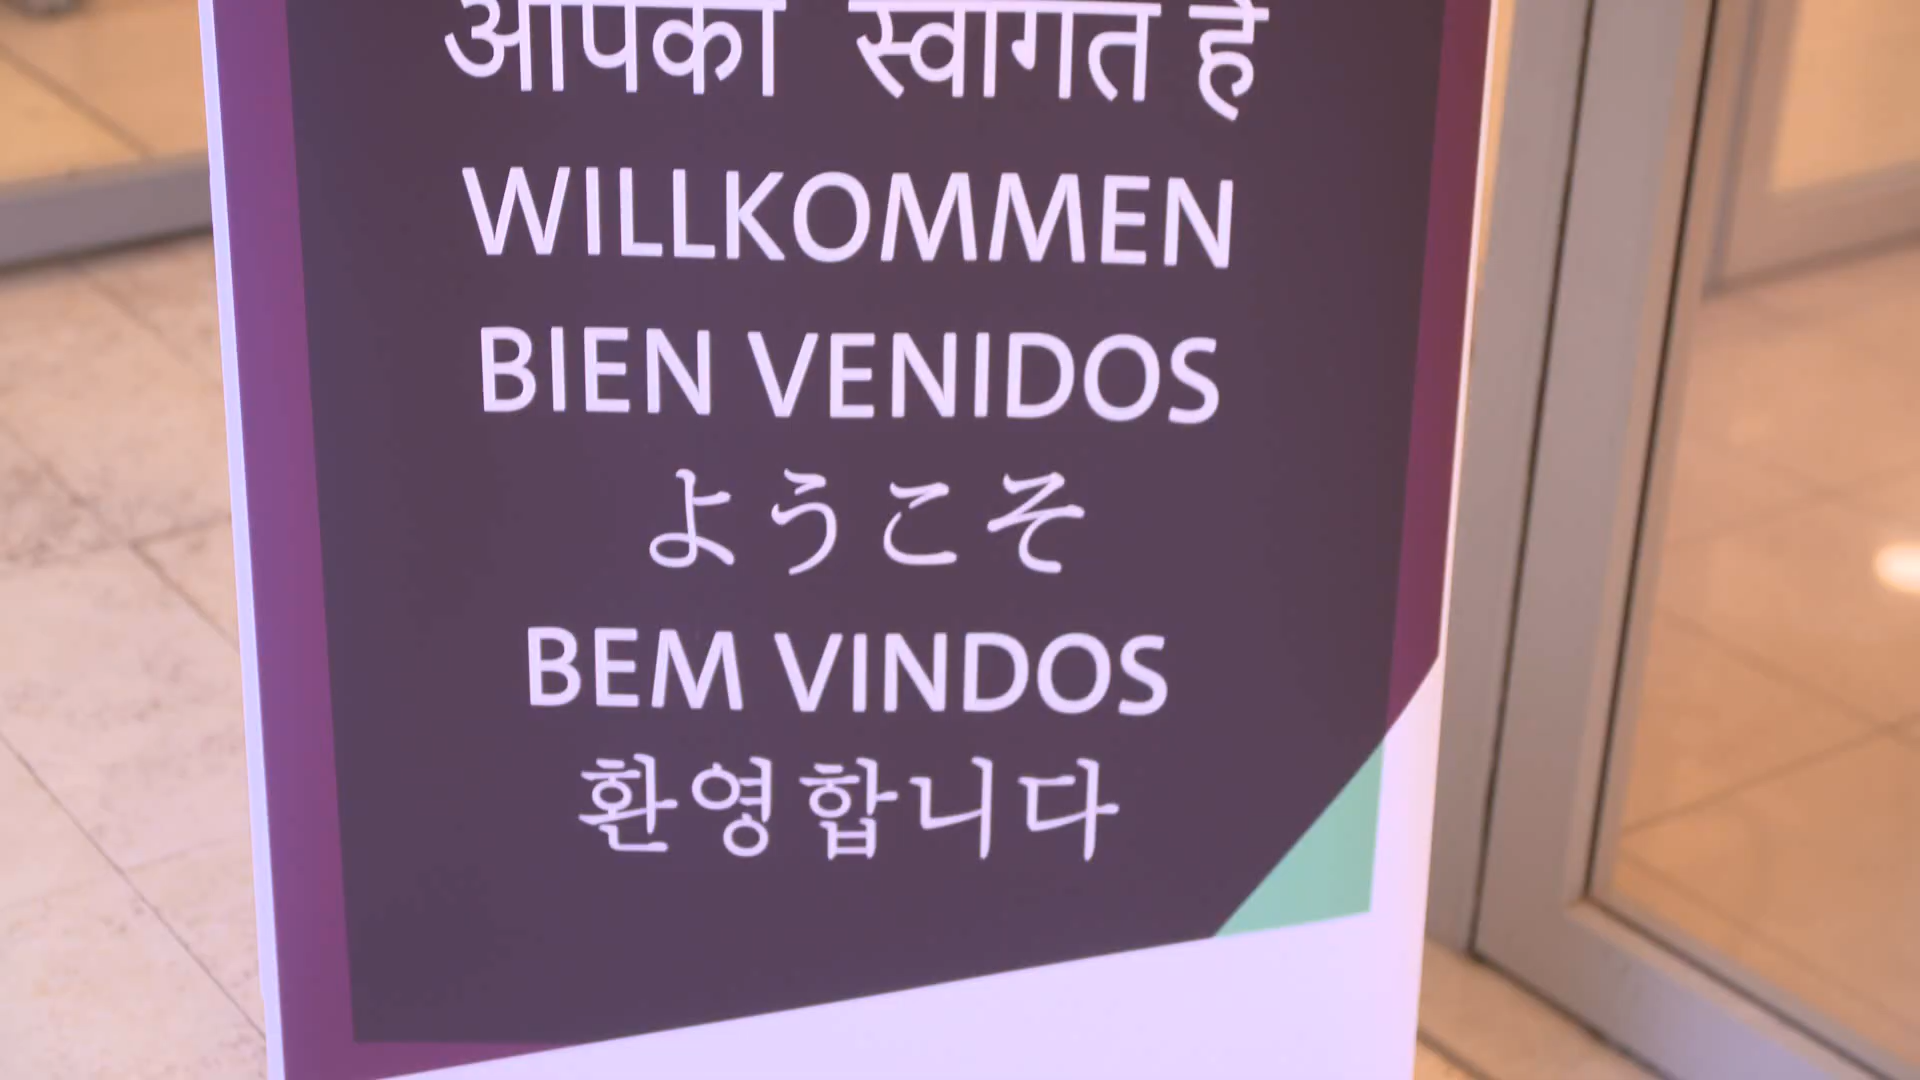 आपका स्वागत है
WILLKOMMEN
BIEN VENIDOS
ようこそ
BEM VINDOS
환영합니다